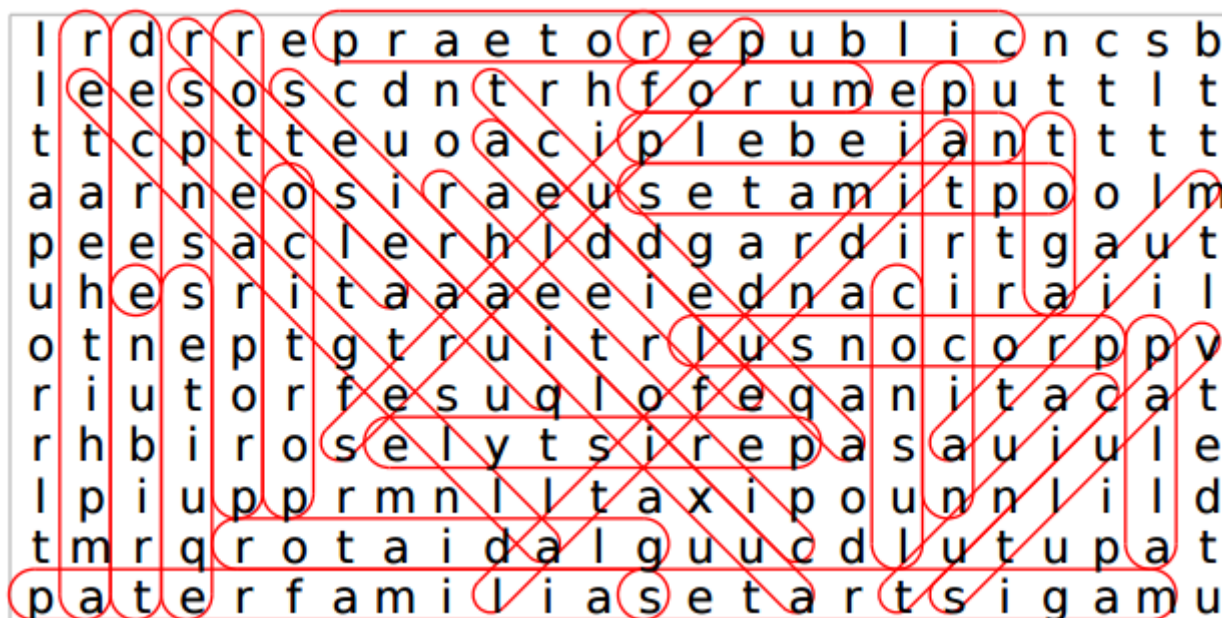 l r d r r e p r a e t o r e p u b l i c n c s b
l e e s o s c d n t r h f o r u m e p u t t l t
t t c p t t e u o a c i p l e b e i a n t t t t
a a r n e o s i r a e u s e t a m i t p o o l m
p e e s a c l e r h l d d g a r d i r t g a u t
u h e s r i t a a a e e i e d n a c i r a i i l
o t n e p t g t r u i t r l u s n o c o r p p v
r i u t o r f e s u q l o f e q a n i t a c a t
r h b i r o s e l y t s i r e p a s a u i u l e
l p i u p p r m n l l t a x i p o u n n l i l d
t m r q r o t a i d a l g u u c d l u t u p a t
p a t e r f a m i l i a s e t a r t s i g a m u